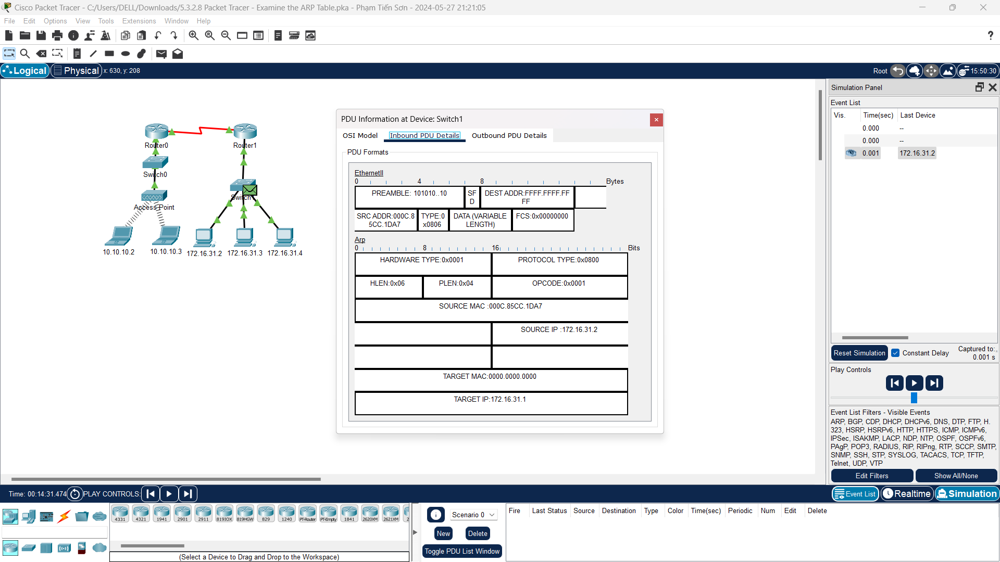 Cisco Packet Tracer - C:/Users/DELL/Downloads/5.3.2.8 Packet Tracer - Examine the ARP Table.pka - Phạm Tiến Sơn - 2024-05-27 21:21:05
File Edit Options View Tools Extensions Window Help
Logical Physical x: 630, y: 208
Root 15:50:30
Router0
Router1
Switch0
Access Point
10.10.10.2 10.10.10.3 172.16.31.2 172.16.31.3 172.16.31.4
PDU Information at Device: Switch1
OSI Model Inbound PDU Details Outbound PDU Details
PDU Formats
EthernetII
0 4 8 Bytes
PREAMBLE: 101010..10
SF
D
DEST ADDR:FFFF.FFFF.FF
FF
SRC ADDR:000C.8
5CC.1DA7
TYPE:0
x0806
DATA (VARIABLE
LENGTH)
FCS:0x00000000
Arp
0 8 16 Bits
HARDWARE TYPE:0x0001 PROTOCOL TYPE:0x0800
HLEN:0x06 PLEN:0x04 OPCODE:0x0001
SOURCE MAC :000C.85CC.1DA7
SOURCE IP :172.16.31.2
TARGET MAC:0000.0000.0000
TARGET IP:172.16.31.1
Simulation Panel
Event List
Vis. Time(sec) Last Device
0.000 --
0.000 --
0.001 172.16.31.2
Reset Simulation Constant Delay
Captured to:
0.001 s
Play Controls
Event List Filters - Visible Events
ARP, BGP, CDP, DHCP, DHCPv6, DNS, DTP, FTP, H.
323, HSRP, HSRPv6, HTTP, HTTPS, ICMP, ICMPv6,
IPSec, ISAKMP, LACP, NDP, NTP, OSPF, OSPFv6,
PAgP, POP3, RADIUS, RIP, RIPng, RTP, SCCP, SMTP,
SNMP, SSH, STP, SYSLOG, TACACS, TCP, TFTP,
Telnet, UDP, VTP
Edit Filters Show All/None
Time: 00:14:31.474 PLAY CONTROLS:
Event List Realtime Simulation
4331 4321 1941 2901 2911 819IOX 819HGW 829 1240 PT-Router PT-Empty 1841 2620XM 2621XM 2
(Select a Device to Drag and Drop to the Workspace)
Scenario 0
New Delete
Toggle PDU List Window
Fire Last Status Source Destination Type Color Time(sec) Periodic Num Edit Delete